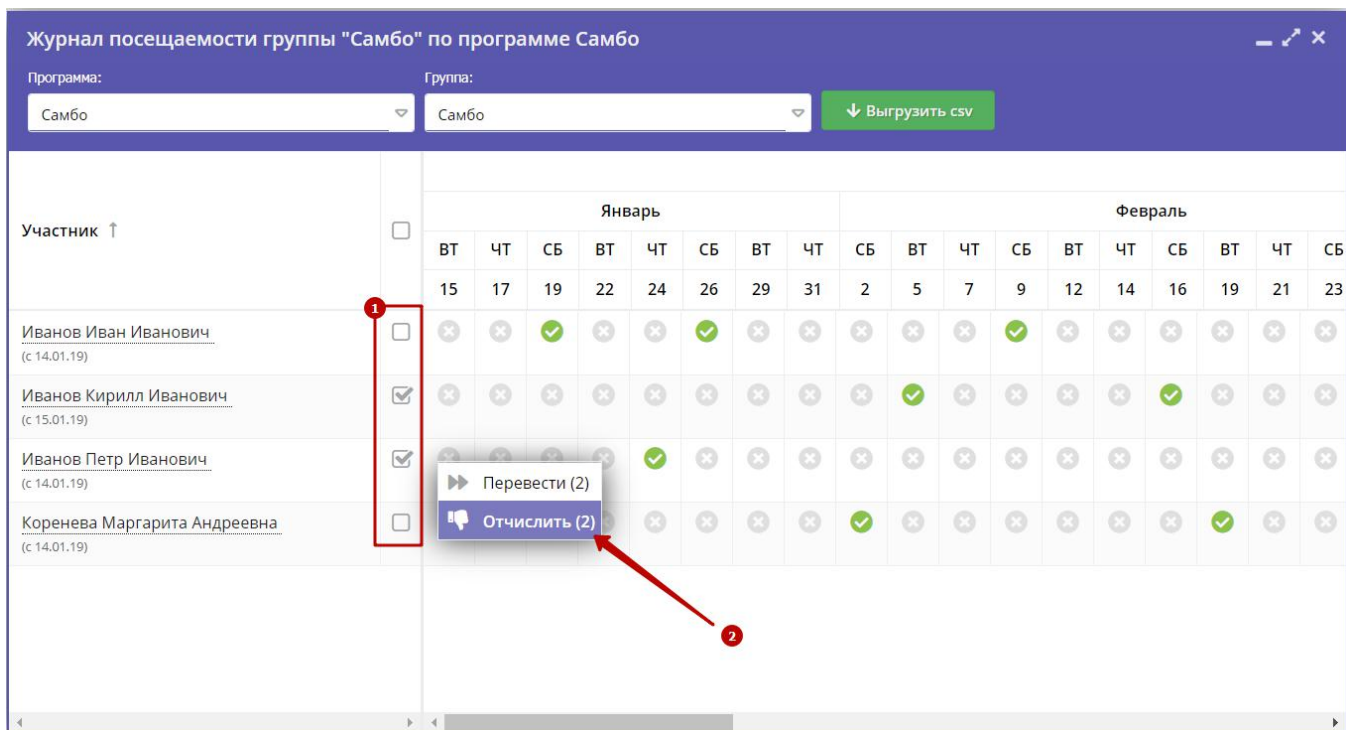 Журнал посещаемости группы "Самбо" по программе Самбо
Программа: Группа:
Самбо Самбо Выгрузить csv
Январь Февраль
Участник ↑
ВТ ЧТ СБ ВТ ЧТ СБ ВТ ЧТ СБ ВТ ЧТ СБ ВТ ЧТ СБ ВТ ЧТ СБ
15 17 19 22 24 26 29 31 2 5 7 9 12 14 16 19 21 23
1
Иванов Иван Иванович
(с 14.01.19)
Иванов Кирилл Иванович
(с 15.01.19)
Иванов Петр Иванович
(с 14.01.19)
Перевести (2)
Отчислить (2)
Коренева Маргарита Андреевна
(с 14.01.19)
2